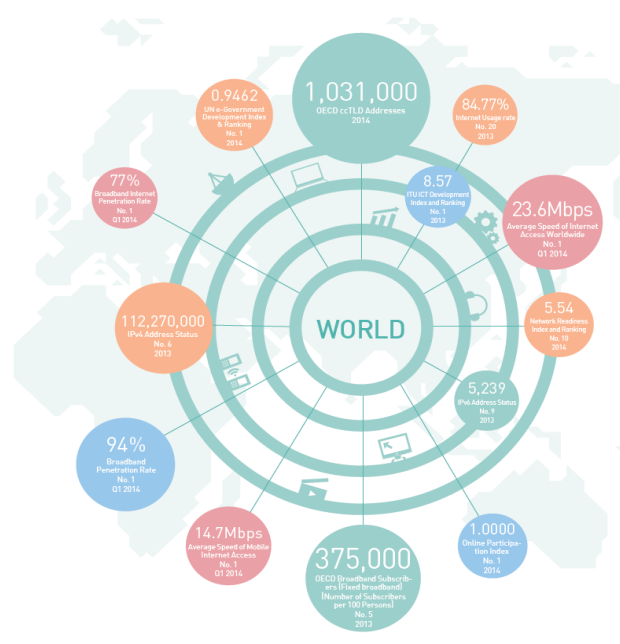 1,031,000
OECD ccTLD Addresses
2014
0.9462
UN e-Government
Development Index
& Ranking
No. 1
2014
84.77%
Internet Usage rate
No. 20
2013
77%
Broadband Internet
Penetration Rate
No. 1
Q1 2014
8.57
ITU ICT Development
Index and Ranking
No. 1
2013
23.6Mbps
Average Speed of Internet
Access Worldwide
No. 1
Q1 2014
112,270,000
IPv4 Address Status
No. 6
2013
WORLD
5.54
Network Readiness
Index and Ranking
No. 10
2014
5,239
IPv6 Address Status
No. 9
2013
94%
Broadband
Penetration Rate
No. 1
Q1 2014
14.7Mbps
Average Speed of Mobile
Internet Access
No. 1
Q1 2014
375,000
OECD Broadband Subscrib-
ers (Fixed broadband)
(Number of Subscribers
per 100 Persons)
No. 5
2013
1.0000
Online Participa-
tion Index
No. 1
2014